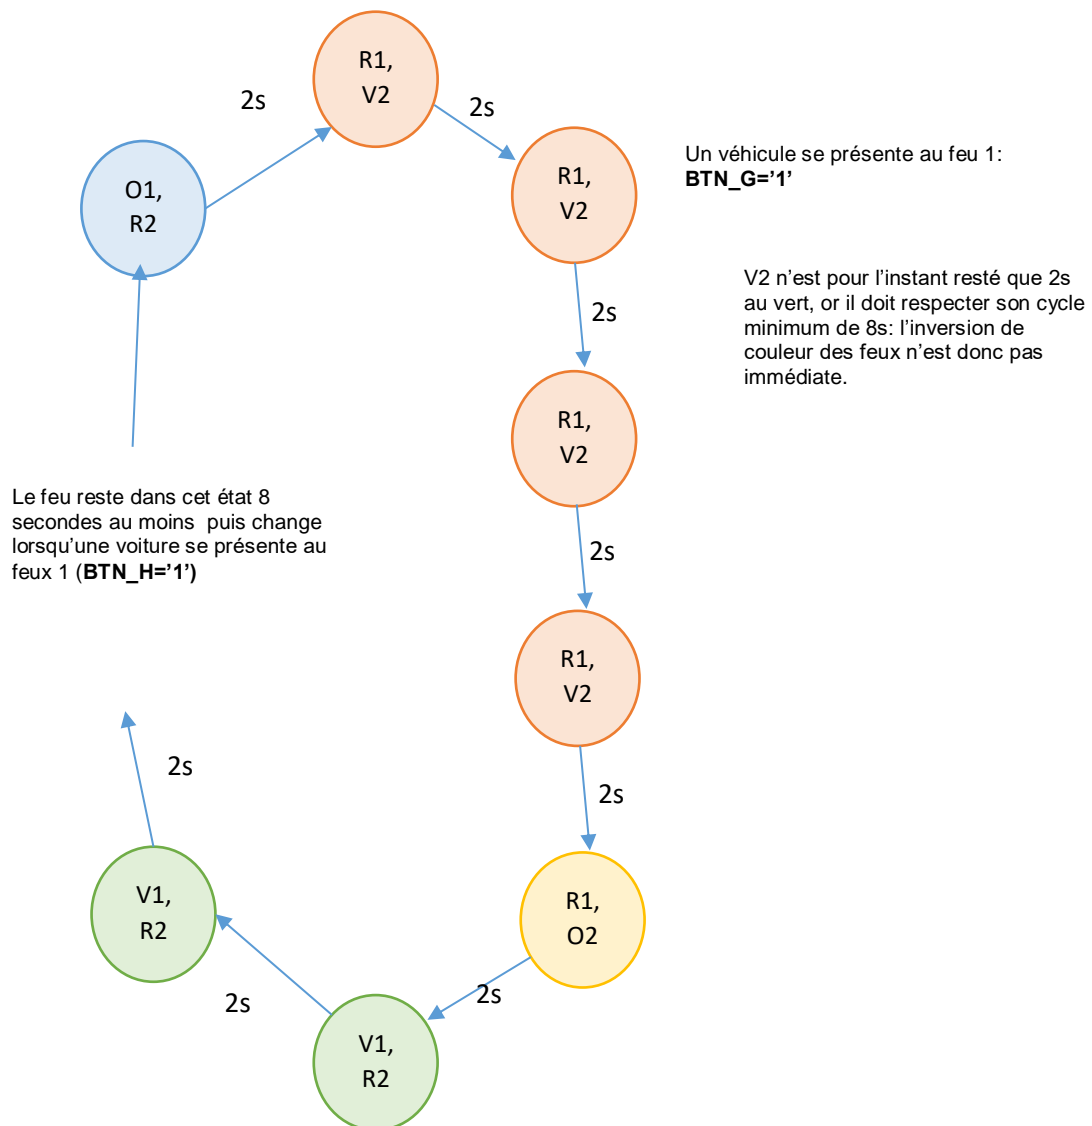 R1,
V2
2s
2s
O1,
R2
R1,
V2
Un véhicule se présente au feu 1:
BTN_G='1'
2s
V2 n’est pour l’instant resté que 2s
au vert, or il doit respecter son cycle
minimum de 8s: l’inversion de
couleur des feux n’est donc pas
immédiate.
R1,
V2
Le feu reste dans cet état 8
secondes au moins  puis change
lorsqu’une voiture se présente au
feux 1 (BTN_H='1')
2s
R1,
V2
2s
2s
V1,
R2
R1,
O2
2s
2s
V1,
R2